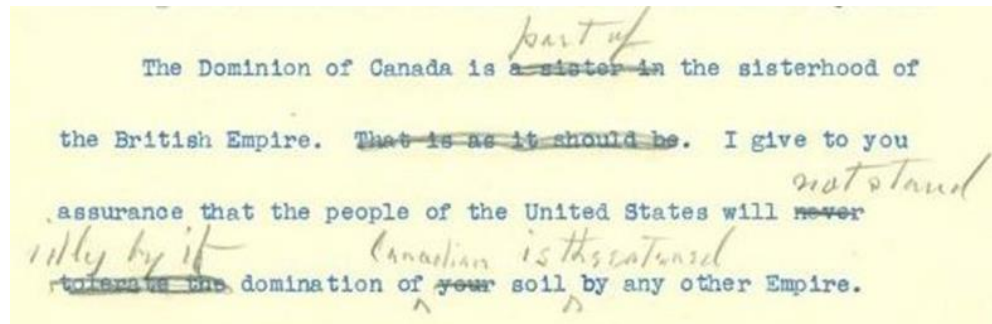 part of
The Dominion of Canada is a sister in the sisterhood of
the British Empire. That is as it should be. I give to you
not stand
assurance that the people of the United States will never
idly by if
Canadian is threatened
tolerate the domination of your soil by any other Empire.